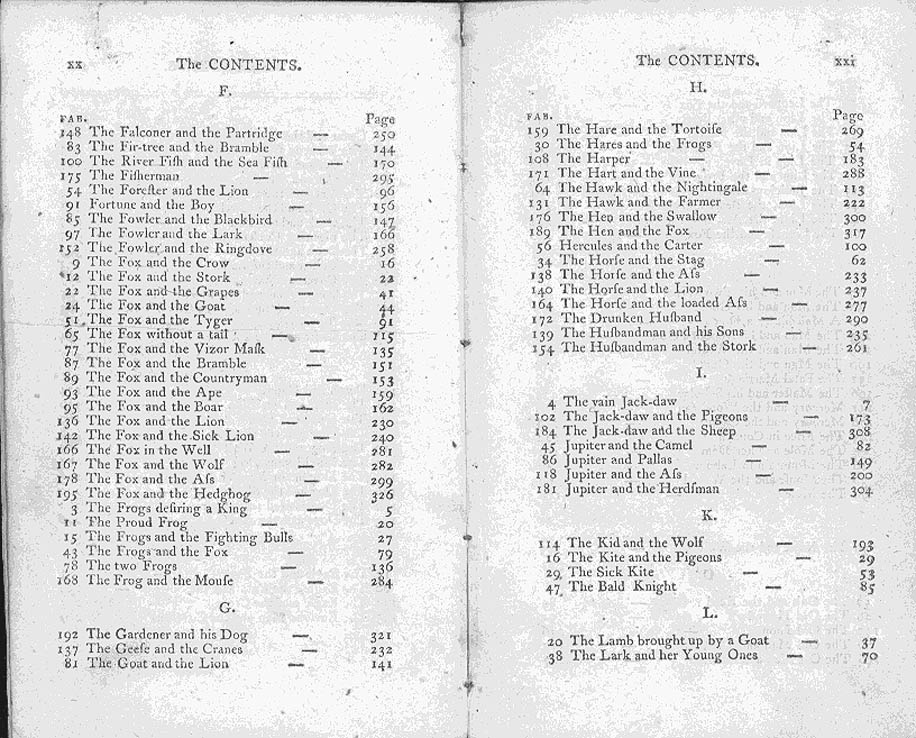 xx The CONTENTS.
F.
FAB. Page
148 The Falconer and the Partridge — 250
83 The Fir-tree and the Bramble — 144
100 The River Fiſh and the Sea Fiſh — 170
175 The Fiſherman — 295
54 The Foreſter and the Lion — 96
91 Fortune and the Boy — 156
85 The Fowler and the Blackbird — 147
97 The Fowler and the Lark — 166
152 The Fowler and the Ringdove — 258
9 The Fox and the Crow — 16
12 The Fox and the Stork — 22
22 The Fox and the Grapes — 41
24 The Fox and the Goat — 44
51 The Fox and the Tyger — 91
65 The Fox without a tail — 115
77 The Fox and the Vizor Maſk — 135
87 The Fox and the Bramble — 151
89 The Fox and the Countryman — 153
93 The Fox and the Ape — 159
95 The Fox and the Boar — 162
136 The Fox and the Lion — 230
142 The Fox and the Sick Lion — 240
166 The Fox in the Well — 281
167 The Fox and the Wolf — 282
178 The Fox and the Aſs — 299
195 The Fox and the Hedghog — 326
3 The Frogs deſiring a King — 5
11 The Proud Frog — 20
15 The Frogs and the Fighting Bulls 27
43 The Frogs and the Fox — 79
78 The two Frogs — 136
168 The Frog and the Mouſe — 284
G.
192 The Gardener and his Dog — 321
137 The Geeſe and the Cranes — 232
81 The Goat and the Lion — 141
The CONTENTS. xxi
H.
FAB. Page
159 The Hare and the Tortoiſe — 269
30 The Hares and the Frogs — 54
108 The Harper — — 183
171 The Hart and the Vine — 288
64 The Hawk and the Nightingale — 113
131 The Hawk and the Farmer — 222
176 The Hen and the Swallow — 300
189 The Hen and the Fox — 317
56 Hercules and the Carter — 100
34 The Horſe and the Stag — 62
138 The Horſe and the Aſs — 233
140 The Horſe and the Lion — 237
164 The Horſe and the loaded Aſs — 277
172 The Drunken Huſband — 290
139 The Huſbandman and his Sons — 235
154 The Huſbandman and the Stork — 261
I.
4 The vain Jack-daw — 7
102 The Jack-daw and the Pigeons — 173
184 The Jack-daw and the Sheep — 308
45 Jupiter and the Camel — 82
86 Jupiter and Pallas — 149
118 Jupiter and the Aſs — 200
181 Jupiter and the Herdſman — 304
K.
114 The Kid and the Wolf — 193
16 The Kite and the Pigeons — 29
29 The Sick Kite — 53
47 The Bald Knight — 85
L.
20 The Lamb brought up by a Goat — 37
38 The Lark and her Young Ones — 70